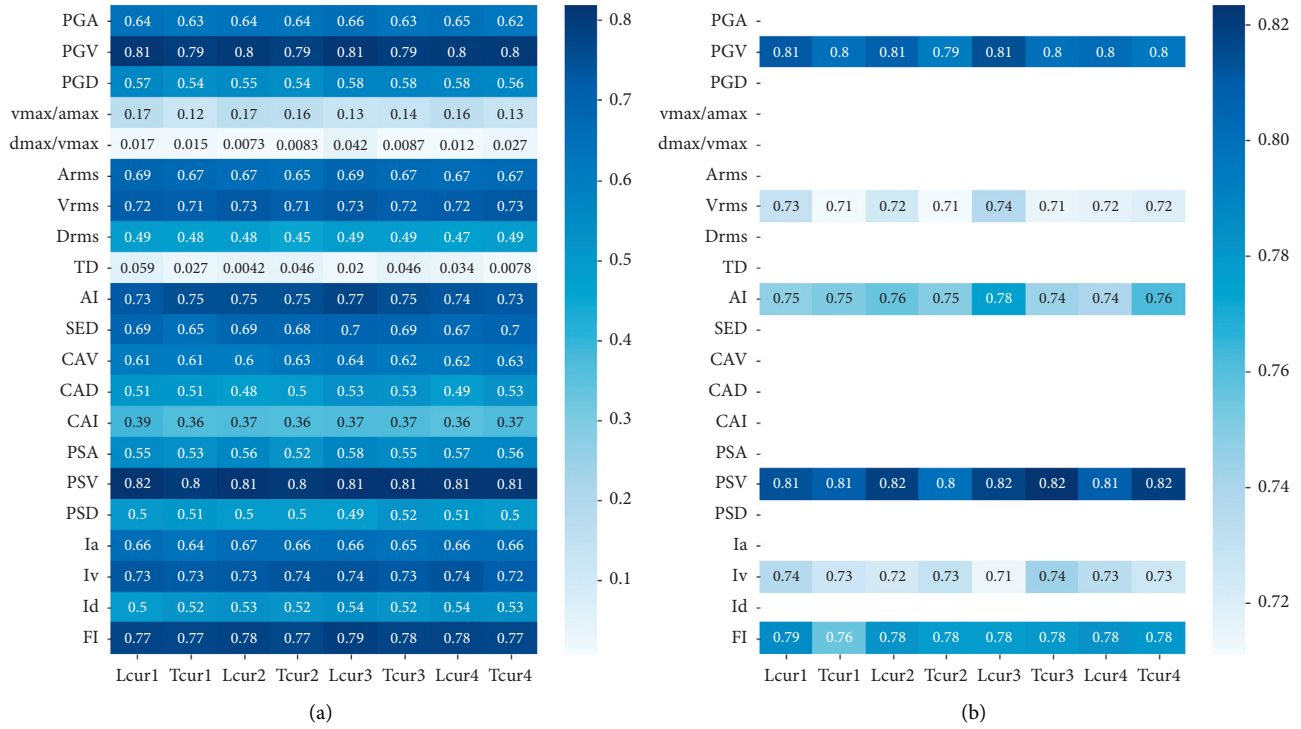 PGA - 0.64 0.63 0.64 0.64 0.66 0.63 0.65 0.62
PGV - 0.81 0.79 0.8 0.79 0.81 0.79 0.8 0.8
PGD - 0.57 0.54 0.55 0.54 0.58 0.58 0.58 0.56
vmax/amax - 0.17 0.12 0.17 0.16 0.13 0.14 0.16 0.13
dmax/vmax - 0.017 0.015 0.0073 0.0083 0.042 0.0087 0.012 0.027
Arms - 0.69 0.67 0.67 0.65 0.69 0.67 0.67 0.67
Vrms - 0.72 0.71 0.73 0.71 0.73 0.72 0.72 0.73
Drms - 0.49 0.48 0.48 0.45 0.49 0.49 0.47 0.49
TD - 0.059 0.027 0.0042 0.046 0.02 0.046 0.034 0.0078
AI - 0.73 0.75 0.75 0.75 0.77 0.75 0.74 0.73
SED - 0.69 0.65 0.69 0.68 0.7 0.69 0.67 0.7
CAV - 0.61 0.61 0.6 0.63 0.64 0.62 0.62 0.63
CAD - 0.51 0.51 0.48 0.5 0.53 0.53 0.49 0.53
CAI - 0.39 0.36 0.37 0.36 0.37 0.37 0.36 0.37
PSA - 0.55 0.53 0.56 0.52 0.58 0.55 0.57 0.56
PSV - 0.82 0.8 0.81 0.8 0.81 0.81 0.81 0.81
PSD - 0.5 0.51 0.5 0.5 0.49 0.52 0.51 0.5
Ia - 0.66 0.64 0.67 0.66 0.66 0.65 0.66 0.66
Iv - 0.73 0.73 0.73 0.74 0.74 0.73 0.74 0.72
Id - 0.5 0.52 0.53 0.52 0.54 0.52 0.54 0.53
FI - 0.77 0.77 0.78 0.77 0.79 0.78 0.78 0.77
Lcur1 Tcur1 Lcur2 Tcur2 Lcur3 Tcur3 Lcur4 Tcur4
0.8
0.7
0.6
0.5
0.4
0.3
0.2
0.1
(a)
PGA -
PGV - 0.81 0.8 0.81 0.79 0.81 0.8 0.8 0.8
PGD -
vmax/amax -
dmax/vmax -
Arms -
Vrms - 0.73 0.71 0.72 0.71 0.74 0.71 0.72 0.72
Drms -
TD -
AI - 0.75 0.75 0.76 0.75 0.78 0.74 0.74 0.76
SED -
CAV -
CAD -
CAI -
PSA -
PSV - 0.81 0.81 0.82 0.8 0.82 0.82 0.81 0.82
PSD -
Ia -
Iv - 0.74 0.73 0.72 0.73 0.71 0.74 0.73 0.73
Id -
FI - 0.79 0.76 0.78 0.78 0.78 0.78 0.78 0.78
Lcur1 Tcur1 Lcur2 Tcur2 Lcur3 Tcur3 Lcur4 Tcur4
0.82
0.80
0.78
0.76
0.74
0.72
(b)